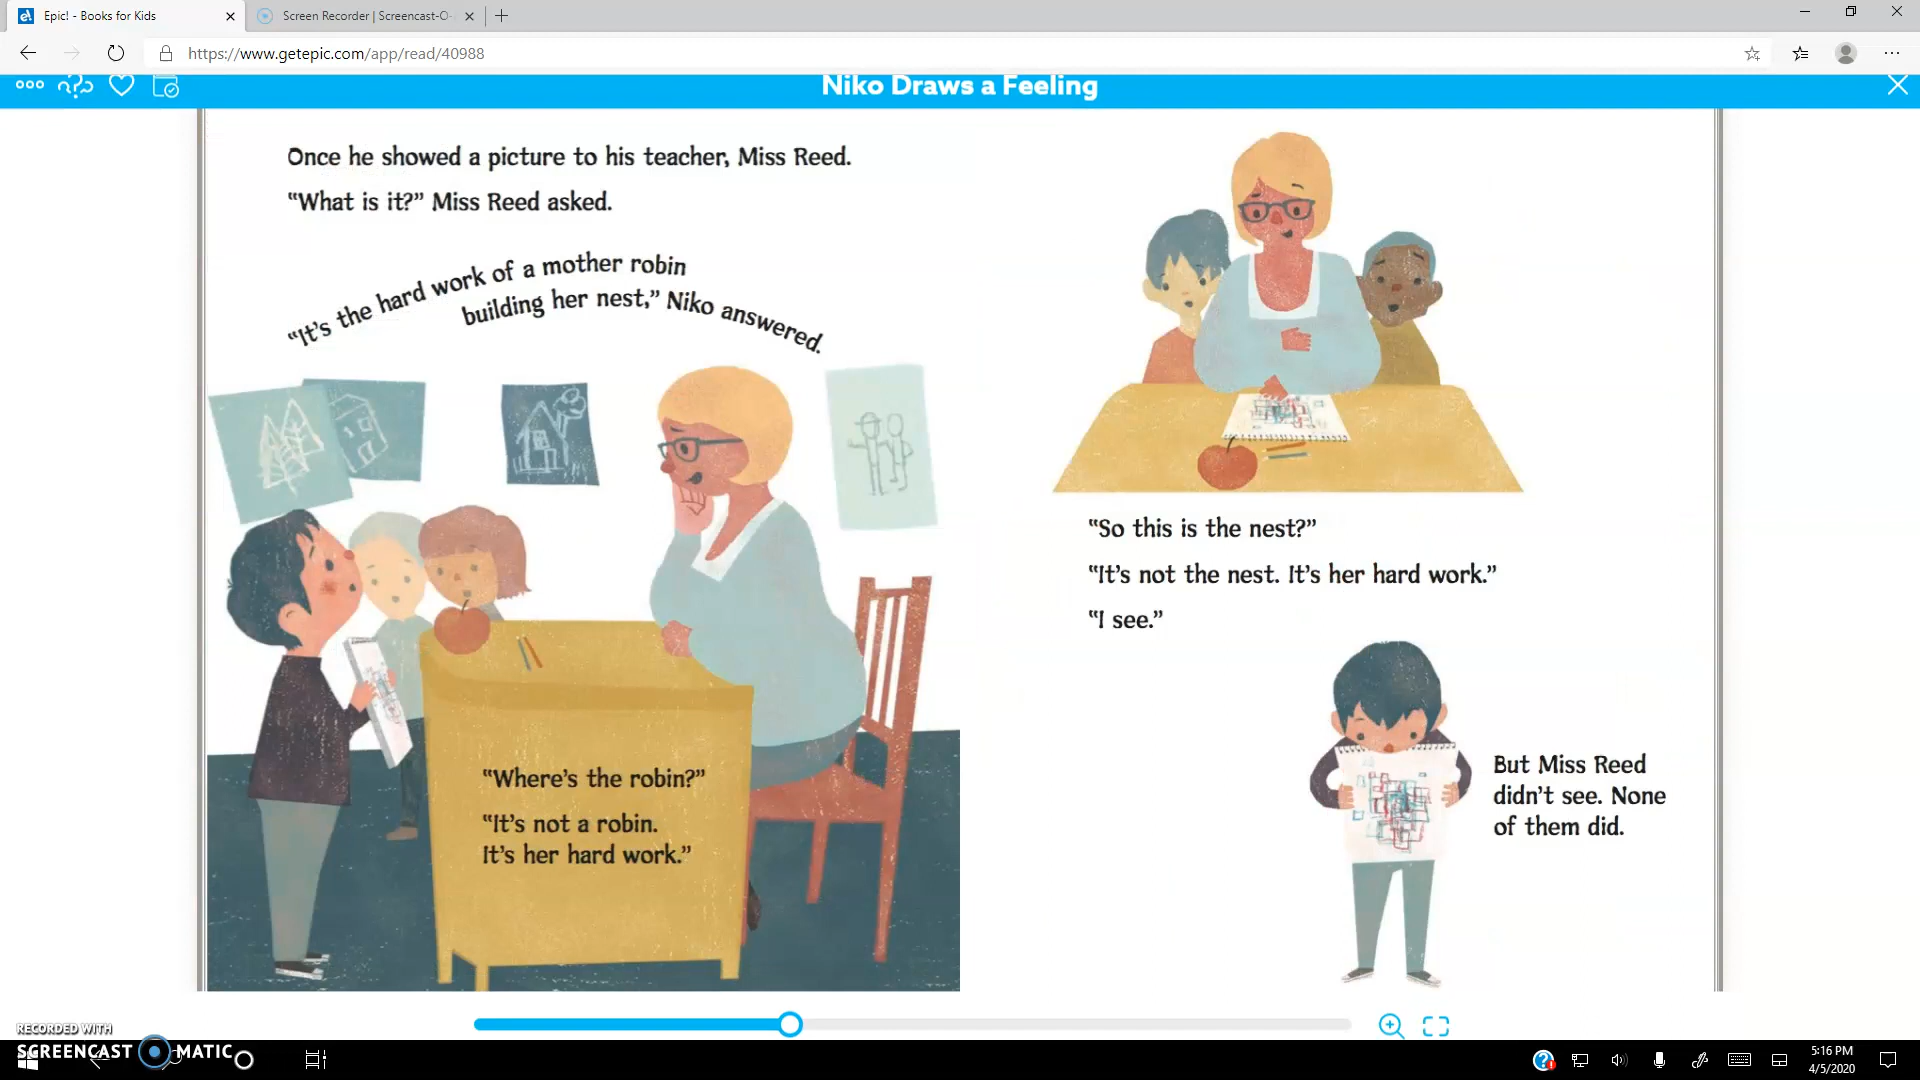 Epic! - Books for Kids
Screen Recorder | Screencast-O-
https://www.getepic.com/app/read/40988
Niko Draws a Feeling
Once he showed a picture to his teacher, Miss Reed.
“What is it?” Miss Reed asked.
“It’s the hard work of a mother robin
building her nest,” Niko answered.
“Where’s the robin?”
“It’s not a robin.
It’s her hard work.”
“So this is the nest?”
“It’s not the nest. It’s her hard work.”
“I see.”
But Miss Reed
didn’t see. None
of them did.
RECORDED WITH
SCREENCAST MATIC
5:16 PM
4/5/2020